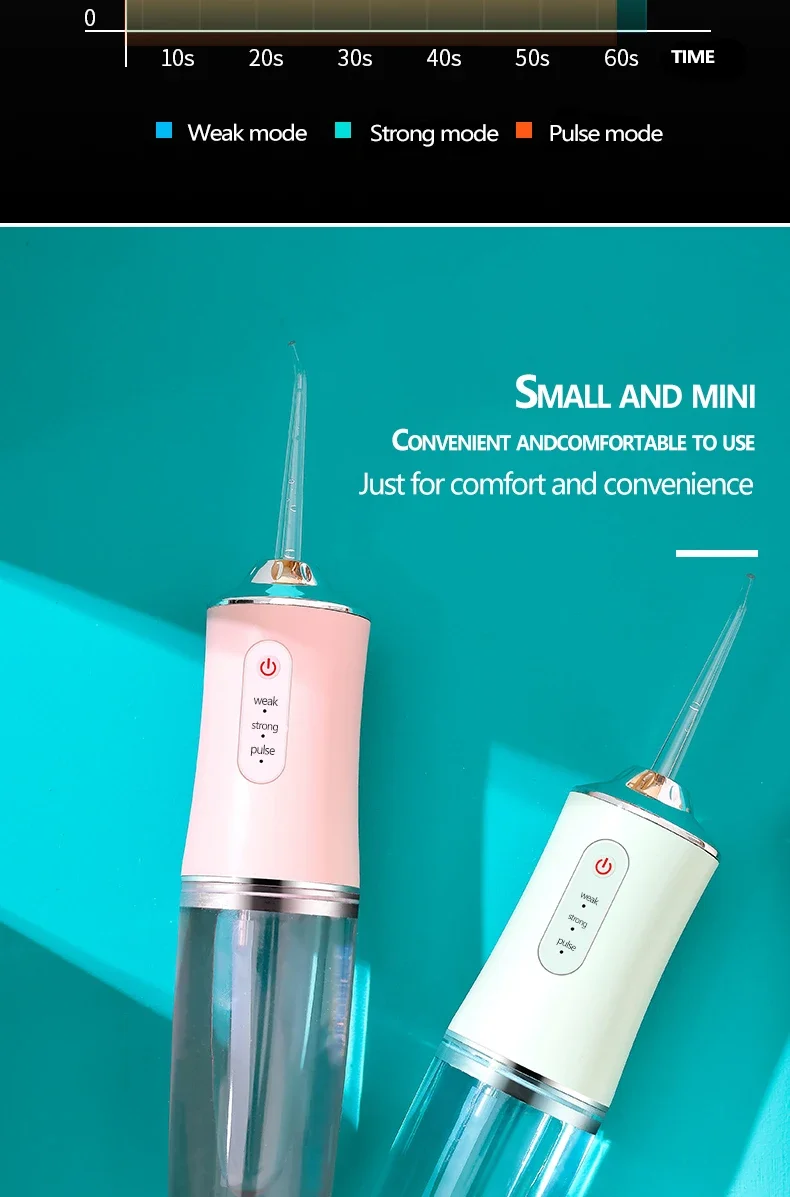 0
10s 20s 30s 40s 50s 60s TIME
Weak mode Strong mode Pulse mode
SMALL AND MINI
CONVENIENT ANDCOMFORTABLE TO USE
Just for comfort and convenience
weak
strong
pulse
weak
strong
pulse